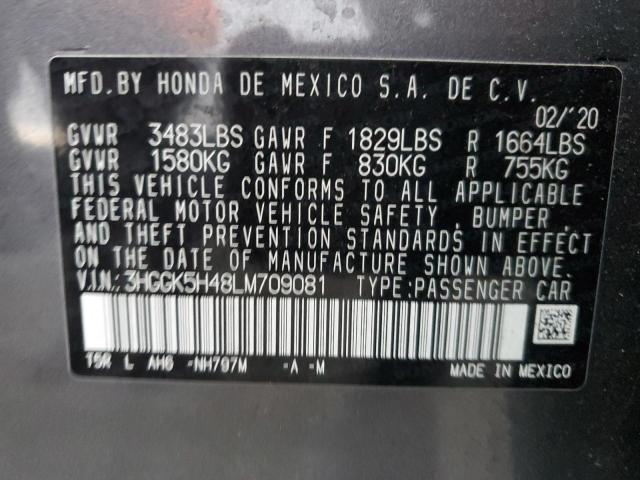 MFD.BY HONDA DE MEXICO S.A. DE C.V.
02/'20
GVWR 3483LBS GAWR F 1829LBS R 1664LBS
GVWR 1580KG GAWR F 830KG R 755KG
THIS VEHICLE CONFORMS TO ALL APPLICABLE
FEDERAL MOTOR VEHICLE SAFETY, BUMPER,
AND THEFT PREVENTION STANDARDS IN EFFECT
ON THE DATE OF MANUFACTURE SHOWN ABOVE.
V.I.N.:3HGGK5H48LM709081 TYPE:PASSENGER CAR
T5R L AH6 -NH797M -A -M
MADE IN MEXICO